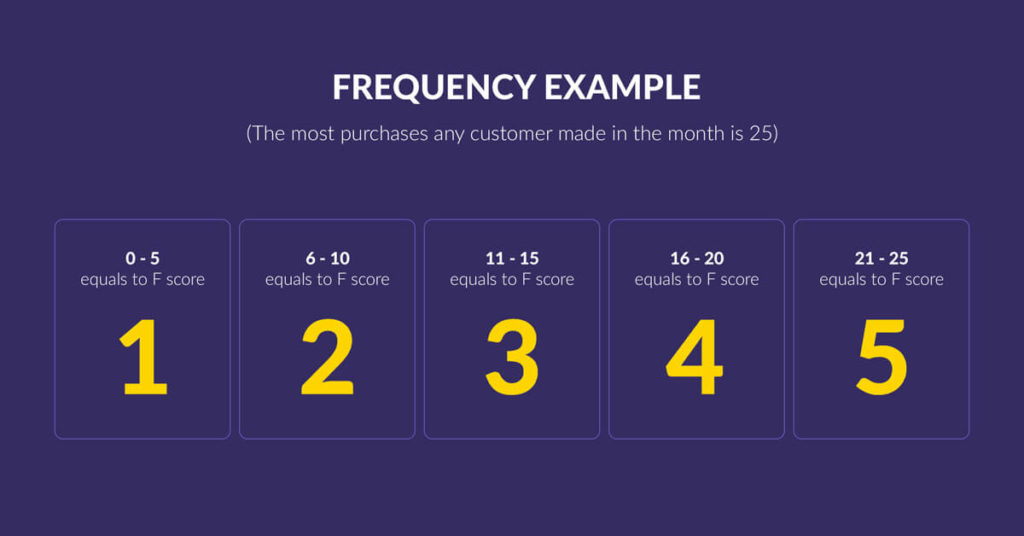 FREQUENCY EXAMPLE
(The most purchases any customer made in the month is 25)
0 - 5
equals to F score
1
6 - 10
equals to F score
2
11 - 15
equals to F score
3
16 - 20
equals to F score
4
21 - 25
equals to F score
5